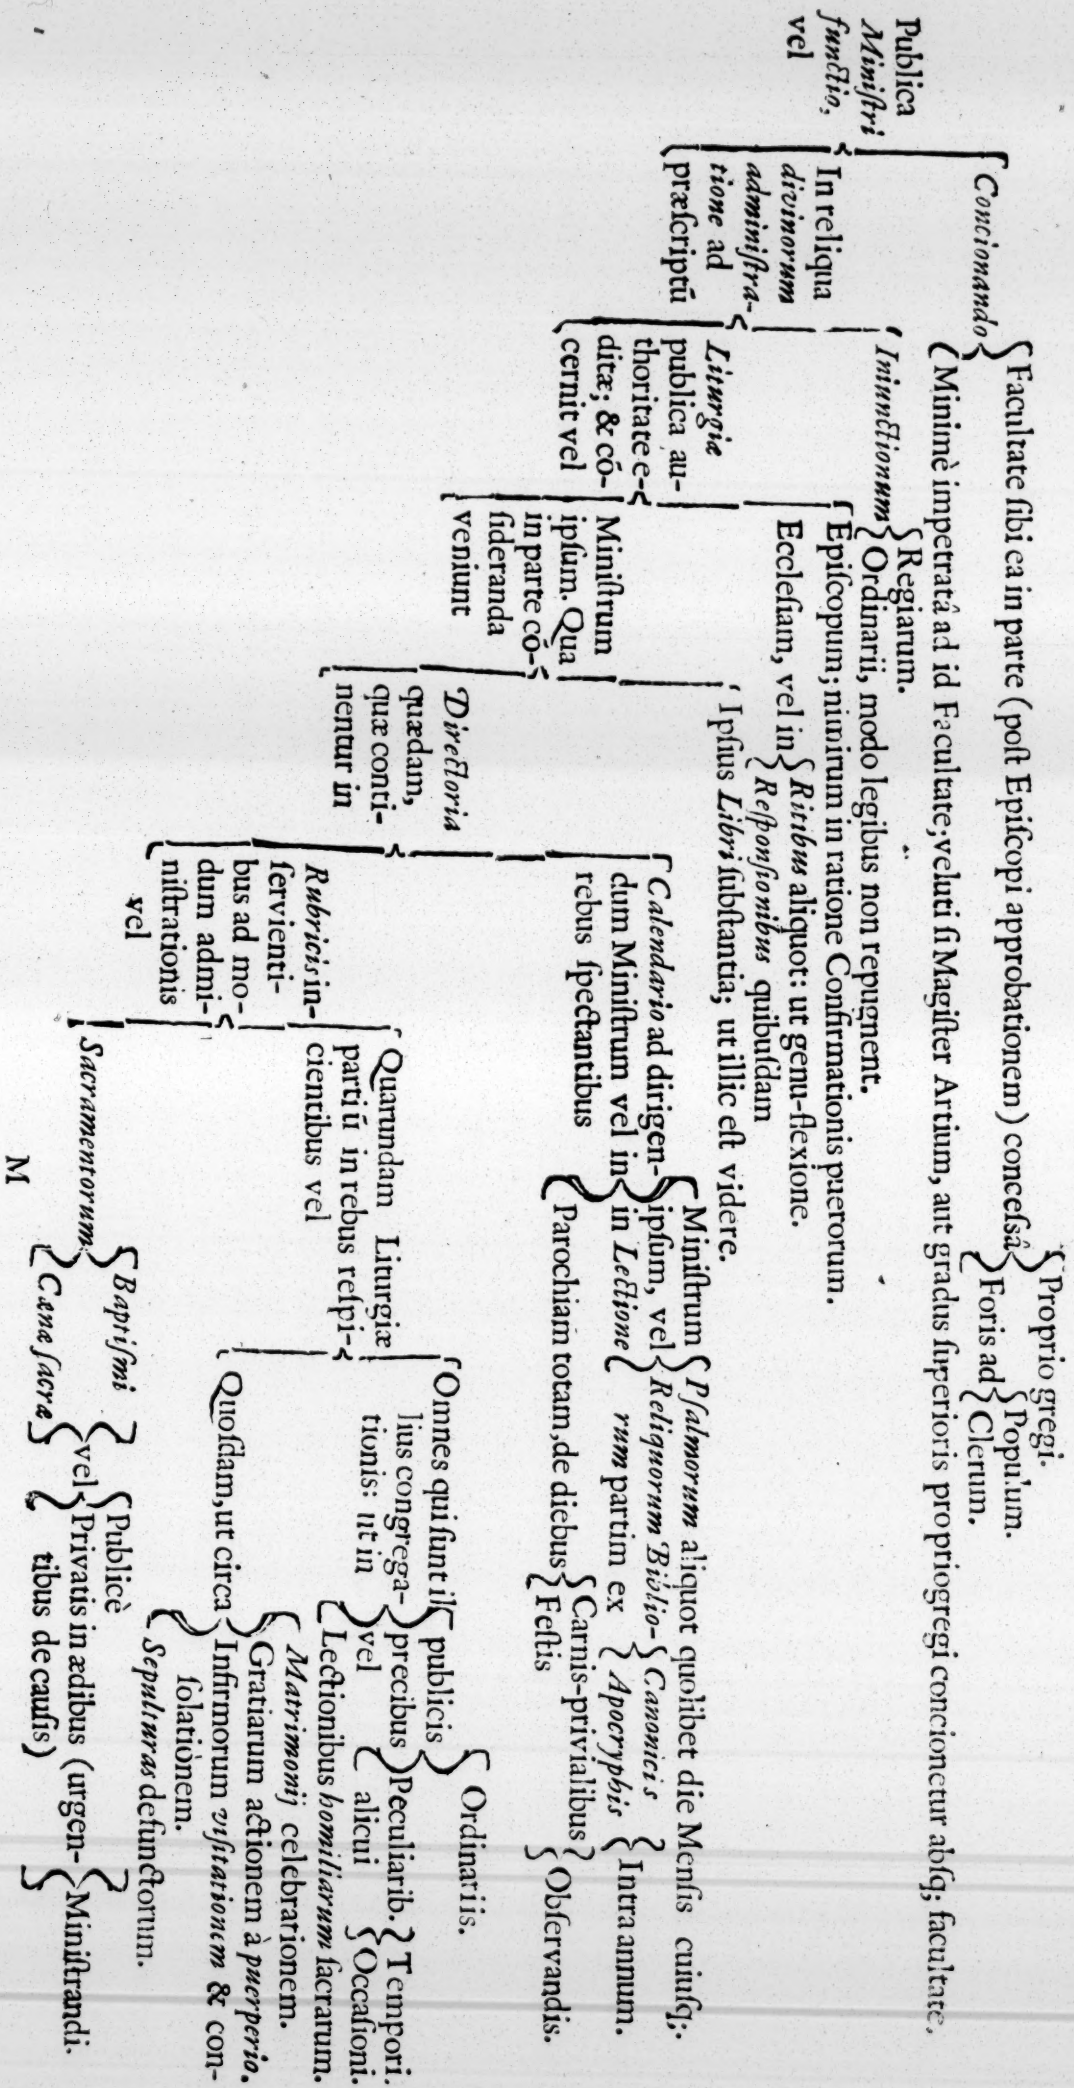 Publica
Miniſtri
functio,
vel
Concionando
Facultate ſibi ea in parte (poſt Epiſcopi approbationem) conceſsâ
Proprio gregi.
Foris ad
Populum.
Clerum.
Minimè impetratâ ad id Facultate; veluti ſi Magiſter Artium, aut gradus ſuperioris pro priogregi concionetur abſq; facultate.
In reliqua
divinorum
adminiſtra-
tione ad
præſcriptū
Iniunctionum
Regiarum.
Ordinarii, modo legibus non repugnent.
Liturgiæ
publica au-
thoritate e-
ditæ; & cō-
cernit vel
Epiſcopum; nimirum in ratione Confirmationis puerorum.
Eccleſiam, vel in
Ritibus aliquot: ut genu-flexione.
Reſponſionibus quibuſdam
Miniſtrum
ipſum. Qua
in parte cō-
ſideranda
veniunt
Ipſius Libri ſubſtantia; ut illic eſt videre.
Directoria
quædam,
quæ conti-
nentur in
Calendario ad dirigen-
dum Miniſtrum vel in
rebus ſpectantibus
Miniſtrum
ipſum, vel
in Lectione
Pſalmorum aliquot quolibet die Menſis cuiuſq;.
Reliquorum Biblio-
rum partim ex
Canonicis
Apocryphis
Intra annum.
Parochiam totam, de diebus
Carnis-privialibus
Feſtis
Obſervandis.
Rubricis in-
ſervienti-
bus ad mo-
dum admi-
niſtrationis
vel
Quarundam Liturgiæ
partiū in rebus reſpi-
cientibus vel
Omnes qui ſunt il-
lius congrega-
tionis: ut in
publicis
precibus
vel
Ordinariis.
Peculiarib.
alicui
Tempori.
Occaſioni.
Lectionibus homiliarum ſacrarum.
Quoſdam, ut circa
Matrimonij celebrationem.
Gratiarum actionem à puerperio.
Infirmorum viſitationem & con-
ſolationem.
Sepulturas defunctorum.
Sacramentorum
Baptiſmi
Cænæ ſacræ
vel
Publicè
Privatis in ædibus (urgen-
tibus de cauſis)
Miniſtrandi.
M